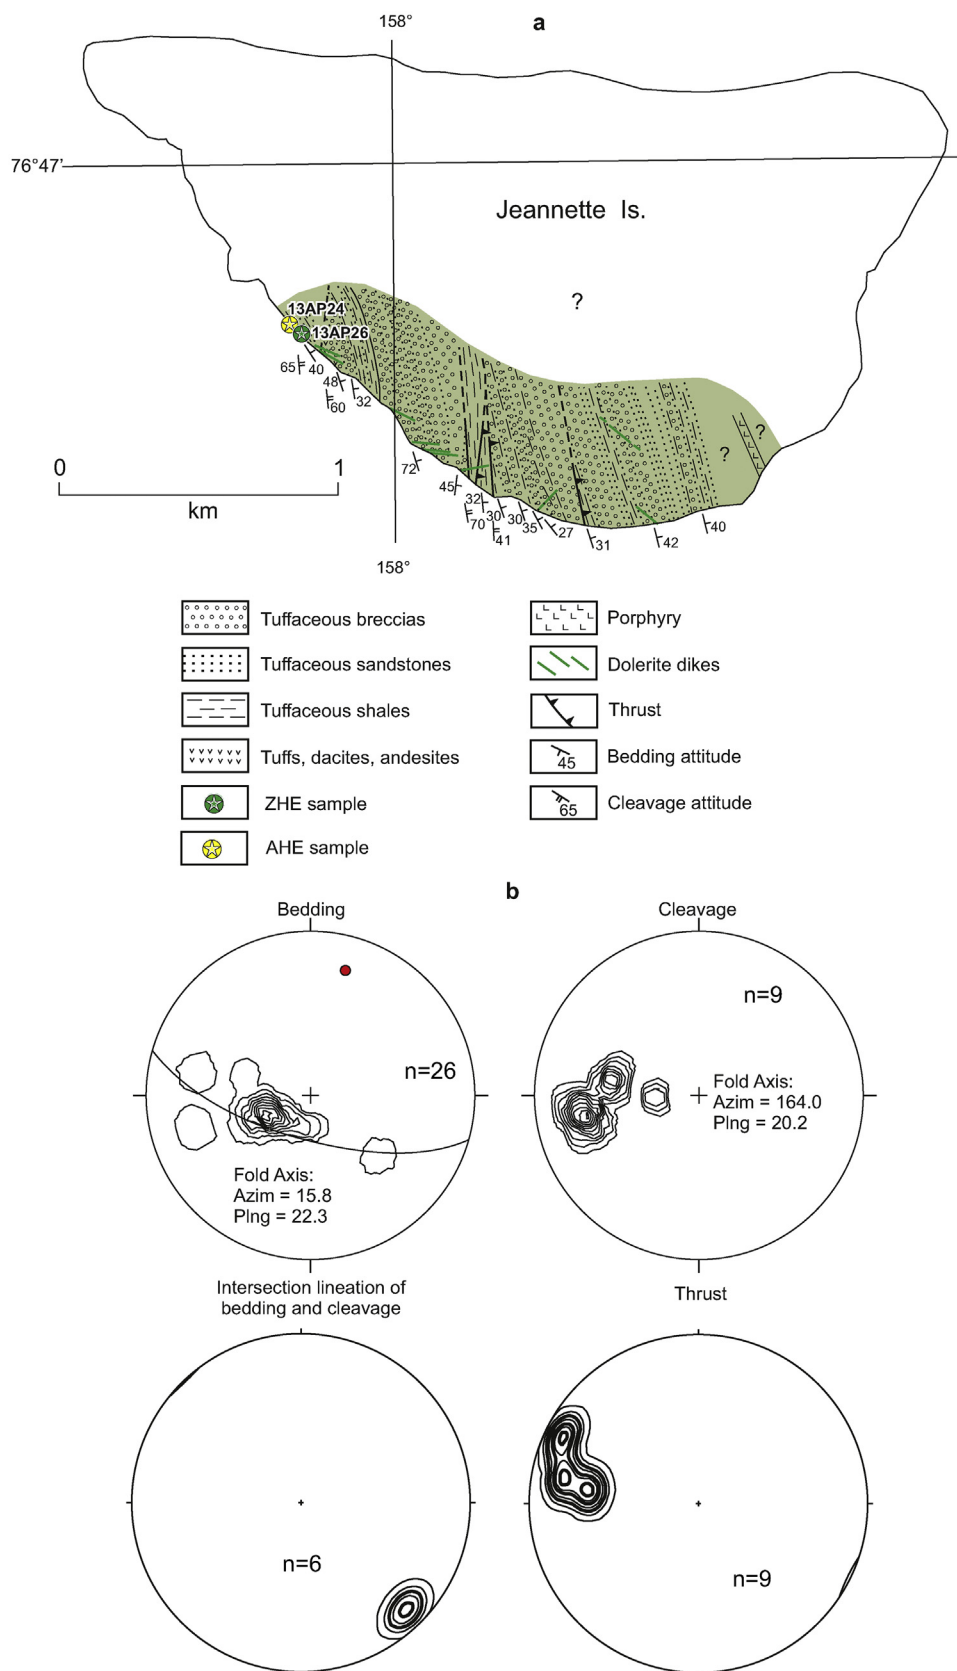 a
158°
76°47'
Jeannette Is.
?
13AP24
13AP26
65
40
48
60
32
?
?
0
1
km
72
45
32
70
30
41
30
35
27
31
42
40
158°
Tuffaceous breccias
Tuffaceous sandstones
Tuffaceous shales
Tuffs, dacites, andesites
ZHE sample
AHE sample
Porphyry
Dolerite dikes
Thrust
45
Bedding attitude
65
Cleavage attitude
b
Bedding
n=26
Fold Axis:
Azim = 15.8
Plng = 22.3
Cleavage
n=9
Fold Axis:
Azim = 164.0
Plng = 20.2
Intersection lineation of
bedding and cleavage
n=6
Thrust
n=9